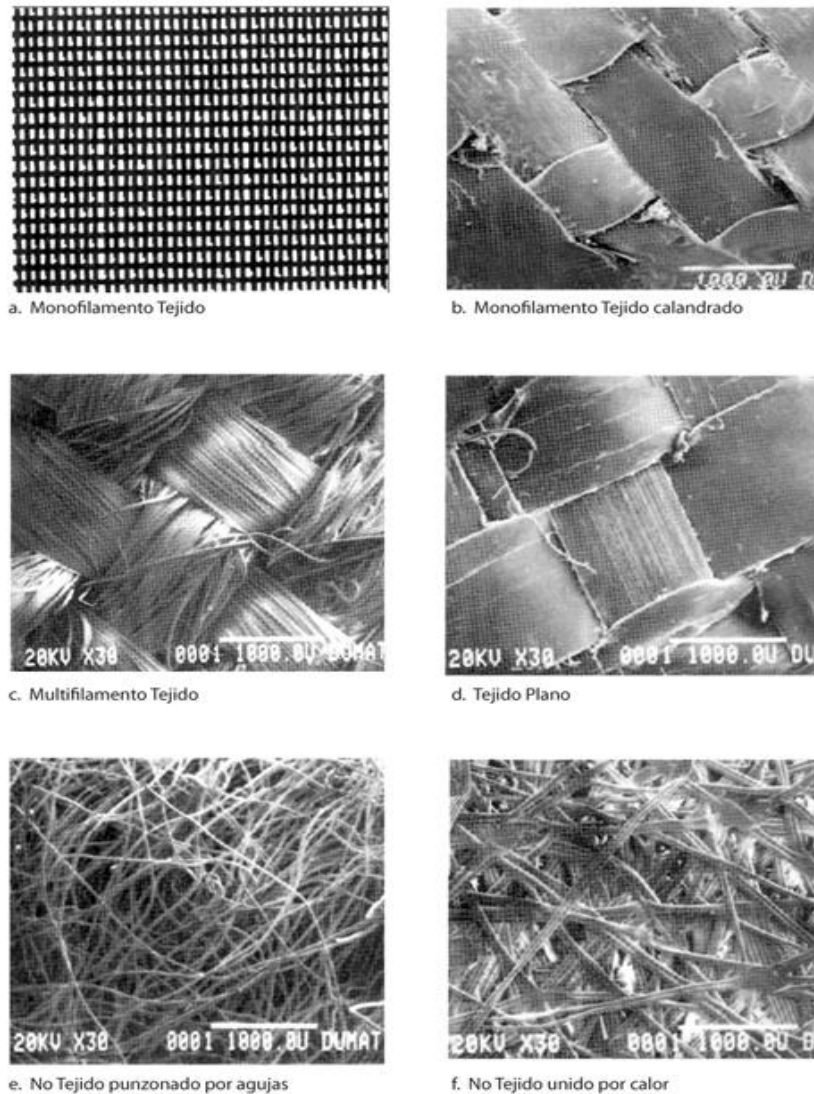 a. Monofilamento Tejido
b. Monofilamento Tejido calandrado
1000.0U D
c. Multifilamento Tejido
20KV X30 0001 1000.0U DUMAT
d. Tejido Plano
20KV X30 0001 1000.0U DU
e. No Tejido punzonado por agujas
20KV X30 0001 1000.0U DUMAT
f. No Tejido unido por calor
20KV X30 0001 1000.0U D